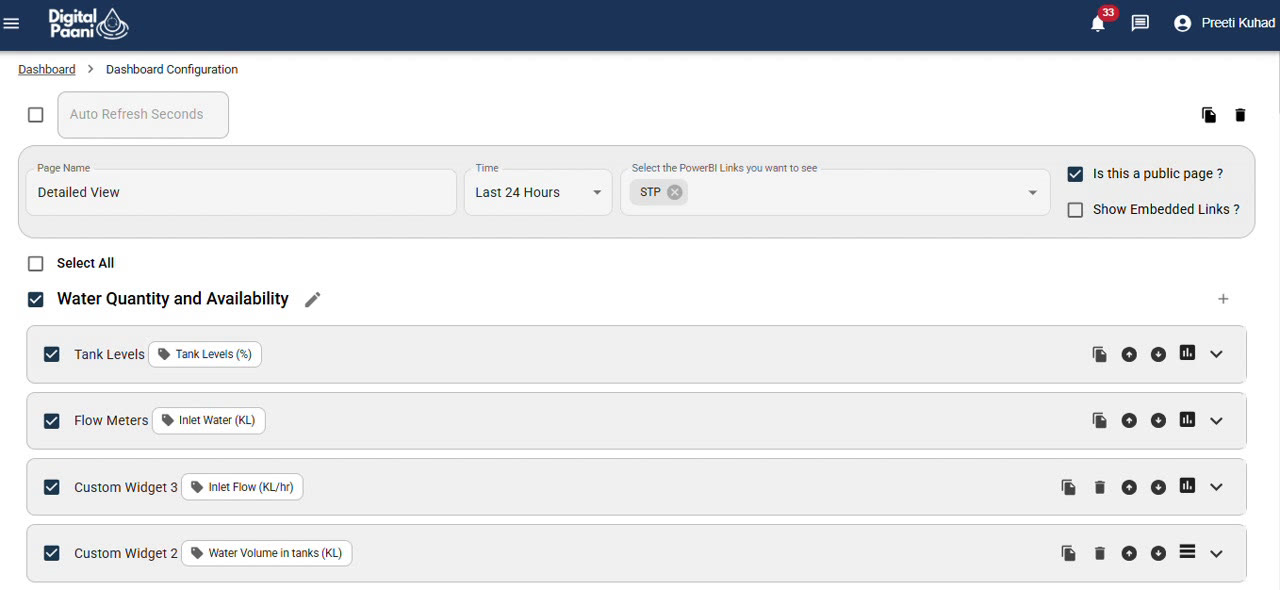 Digital
Paani
33
Preeti Kuhad
Dashboard > Dashboard Configuration
Auto Refresh Seconds
Page Name
Detailed View
Time
Last 24 Hours
Select the PowerBI Links you want to see
STP
Is this a public page ?
Show Embedded Links ?
Select All
Water Quantity and Availability
Tank Levels Tank Levels (%)
Flow Meters Inlet Water (KL)
Custom Widget 3 Inlet Flow (KL/hr)
Custom Widget 2 Water Volume in tanks (KL)